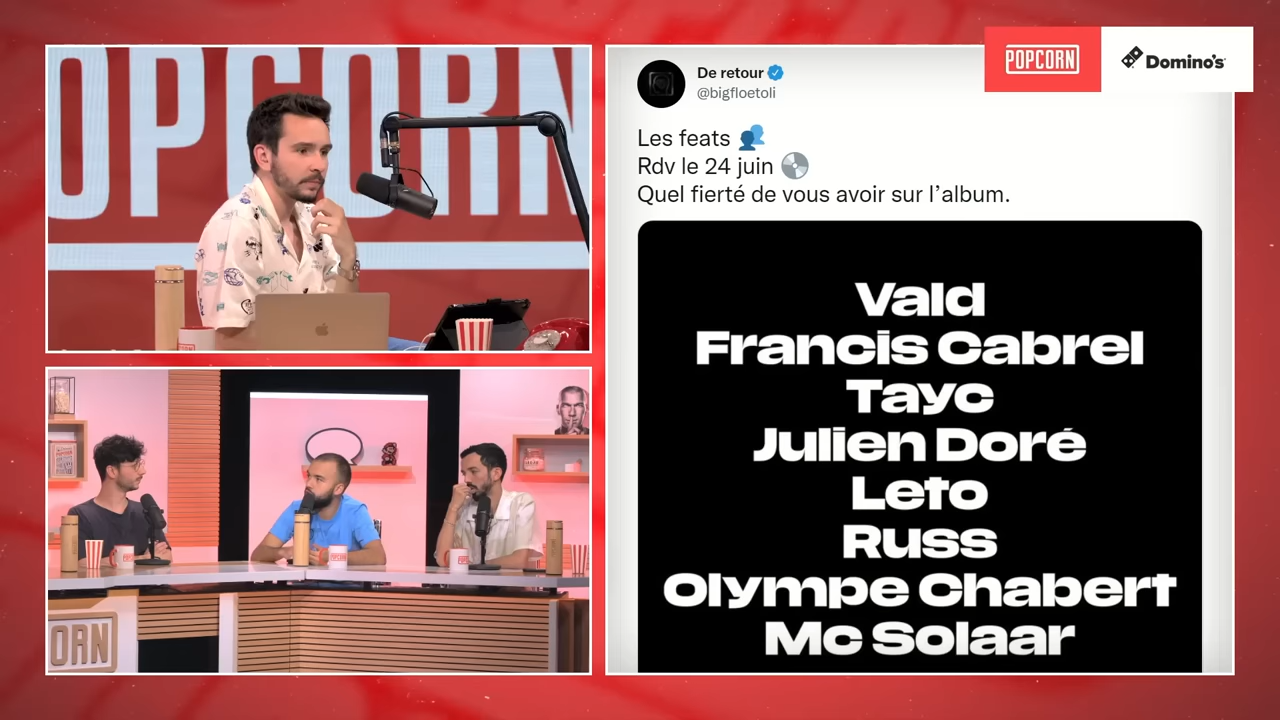 OPCORN
POPCORN
Domino's
De retour
@bigfloetoli
Les feats
Rdv le 24 juin
Quel fierté de vous avoir sur l'album.
Vald
Francis Cabrel
Tayc
Julien Doré
Leto
Russ
Olympe Chabert
Mc Solaar
POPCORN
ORN